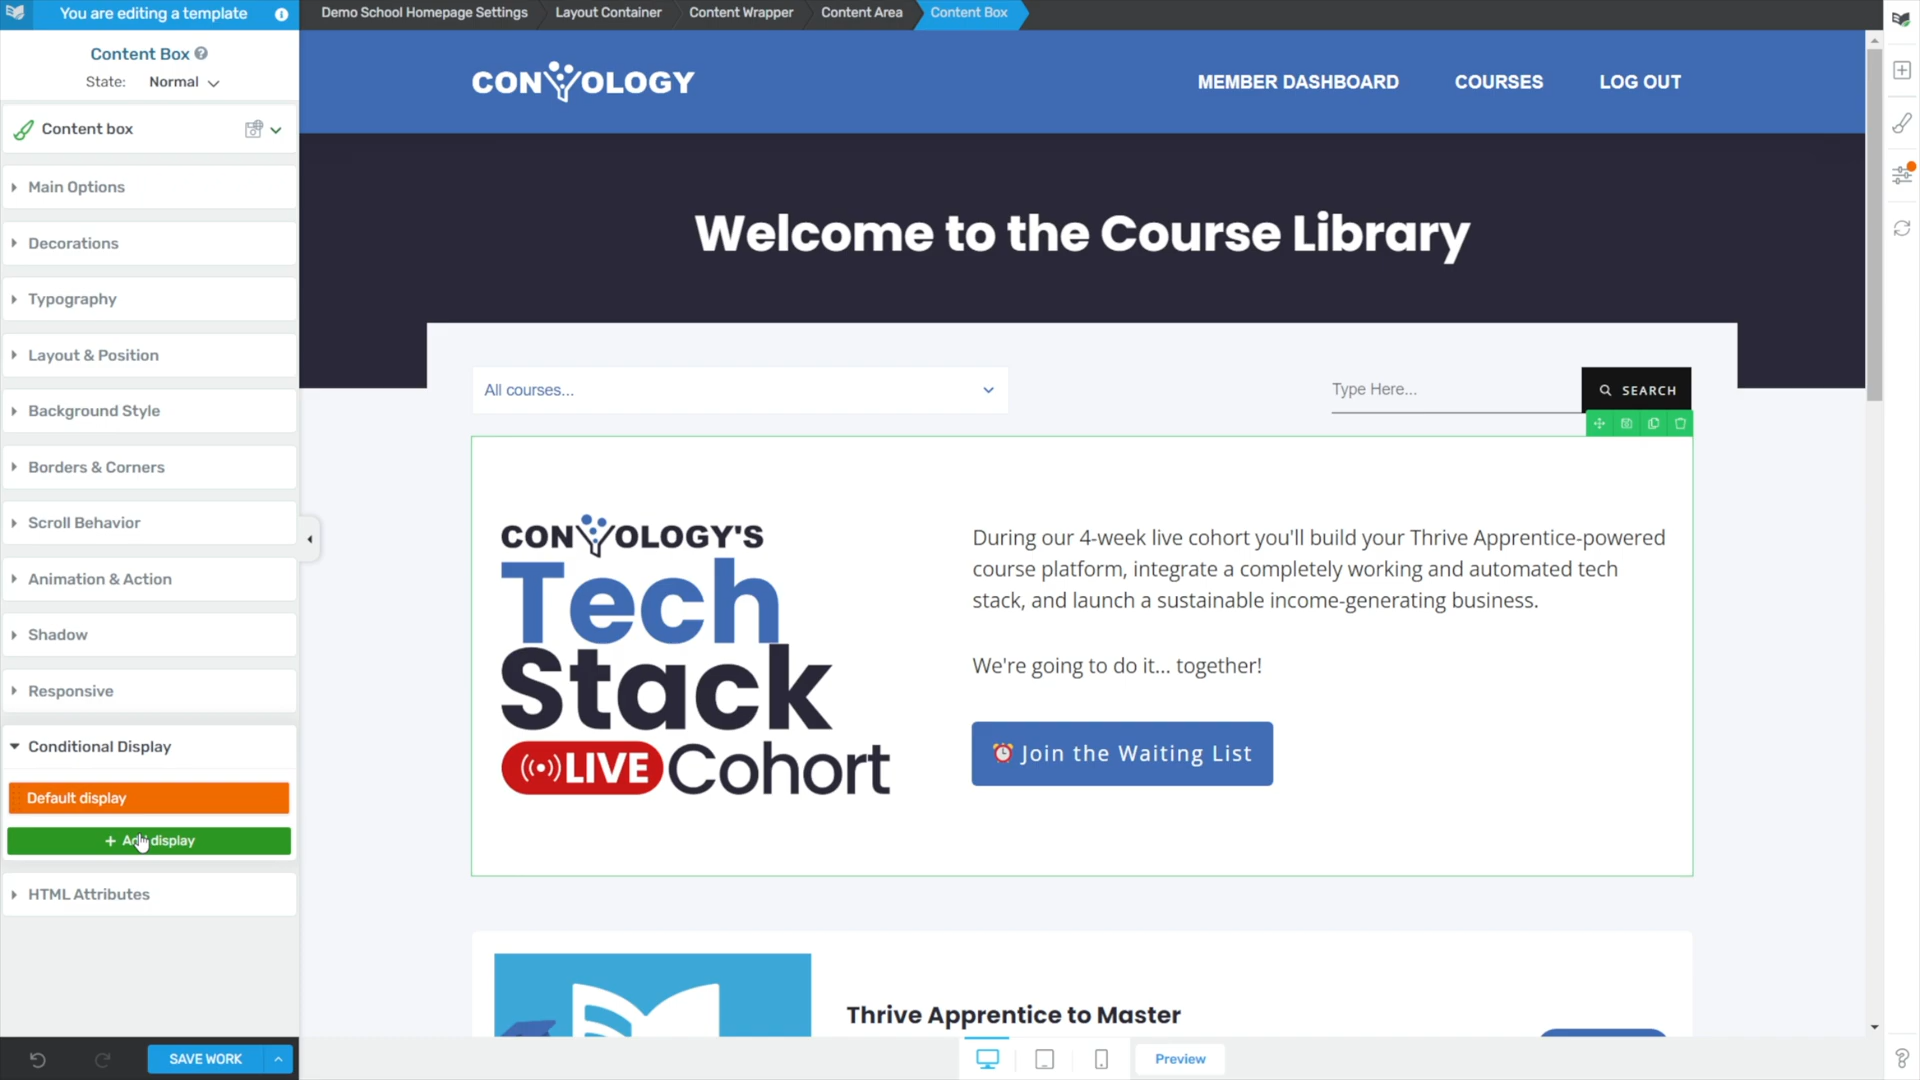 You are editing a template
Demo School Homepage Settings
Layout Container
Content Wrapper
Content Area
Content Box
Content Box
State: Normal
Content box
Main Options
Decorations
Typography
Layout & Position
Background Style
Borders & Corners
Scroll Behavior
Animation & Action
Shadow
Responsive
Conditional Display
Default display
+ Add display
HTML Attributes
SAVE WORK
CONVOLOGY
MEMBER DASHBOARD
COURSES
LOG OUT
Welcome to the Course Library
All courses...
Type Here...
SEARCH
CONVOLOGY'S
Tech
Stack
LIVE Cohort
During our 4-week live cohort you'll build your Thrive Apprentice-powered
course platform, integrate a completely working and automated tech
stack, and launch a sustainable income-generating business.
We're going to do it... together!
Join the Waiting List
Thrive Apprentice to Master
Preview